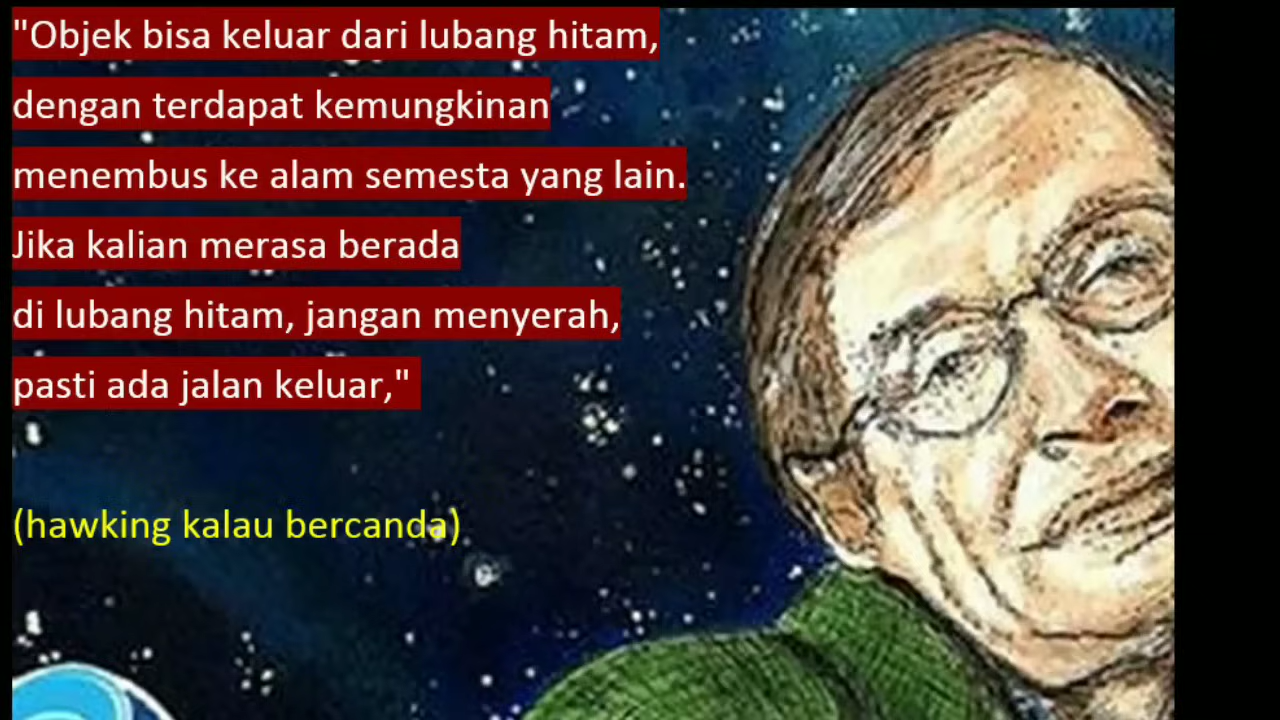 "Objek bisa keluar dari lubang hitam,
dengan terdapat kemungkinan
menembus ke alam semesta yang lain.
Jika kalian merasa berada
di lubang hitam, jangan menyerah,
pasti ada jalan keluar,"
(hawking kalau bercanda)